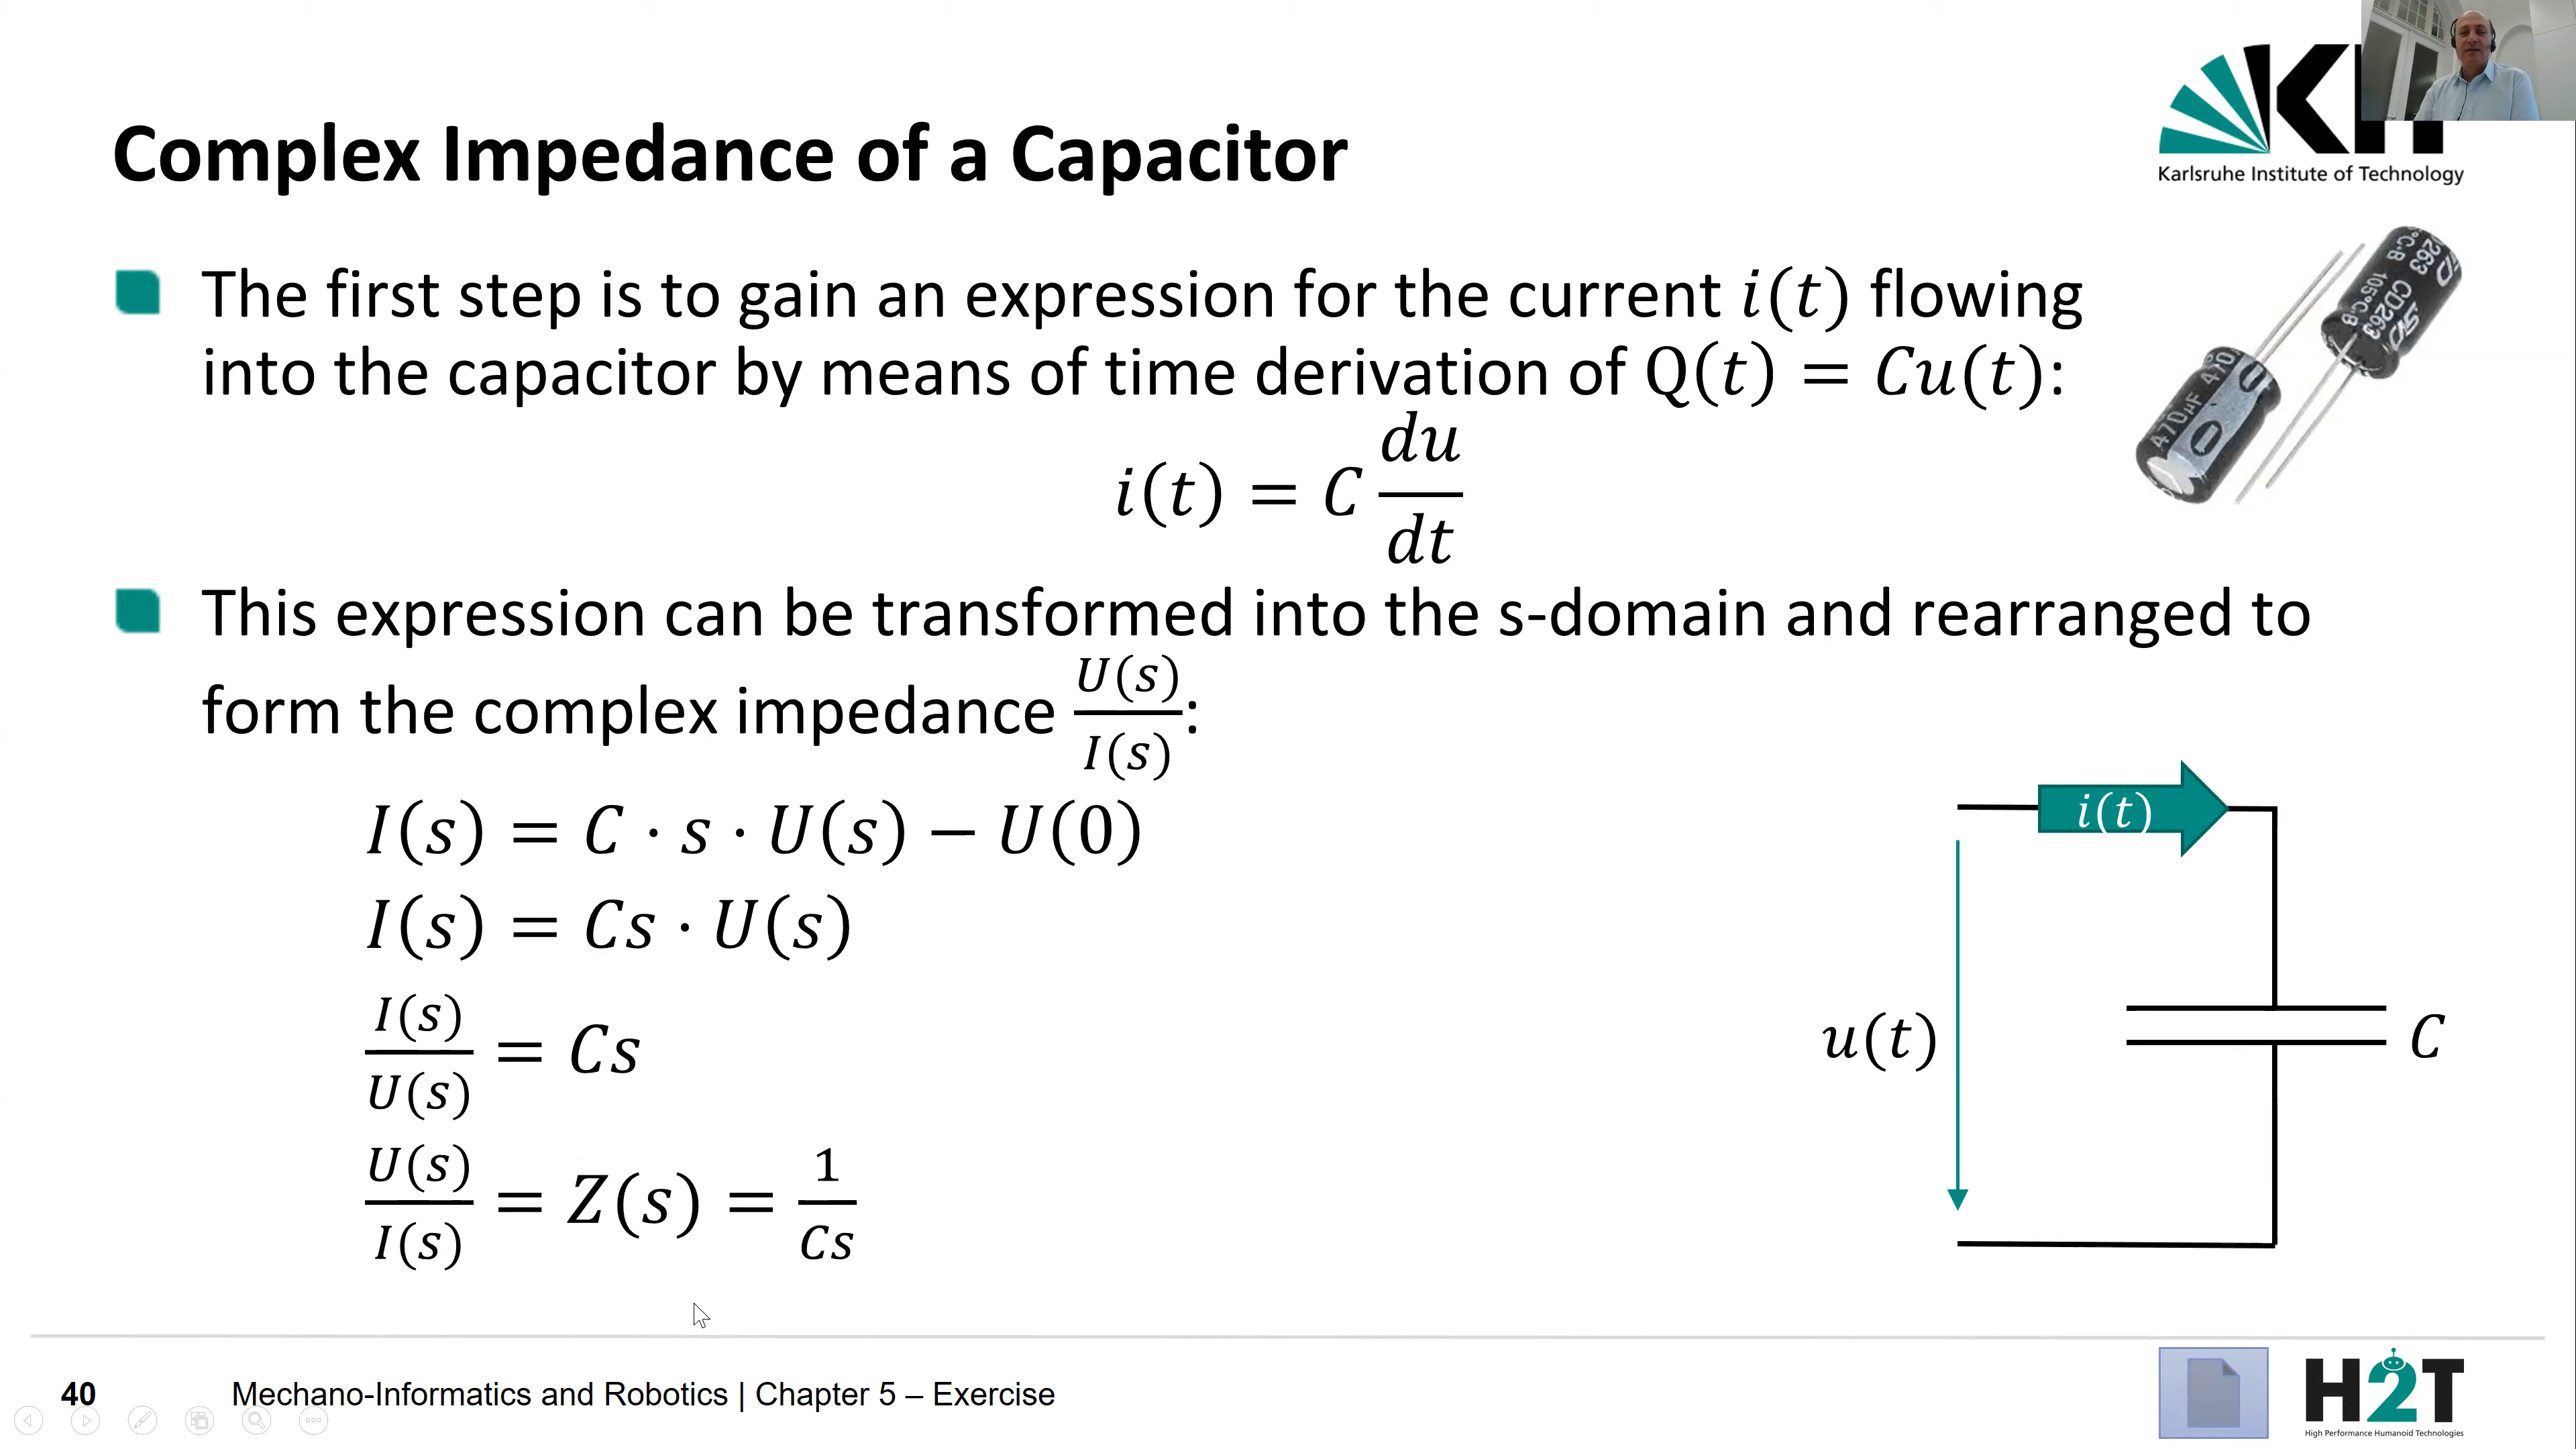 Complex Impedance of a Capacitor
Karlsruhe Institute of Technology
The first step is to gain an expression for the current i(t) flowing
into the capacitor by means of time derivation of Q(t) = Cu(t):
i(t) = C du/dt
This expression can be transformed into the s-domain and rearranged to
form the complex impedance U(s)/I(s):
I(s) = C · s · U(s) − U(0)
I(s) = Cs · U(s)
I(s)/U(s) = Cs
U(s)/I(s) = Z(s) = 1/Cs
i(t)
u(t)
C
470µF
CD263
105°C
40
Mechano-Informatics and Robotics | Chapter 5 – Exercise
H2T
High Performance Humanoid Technologies